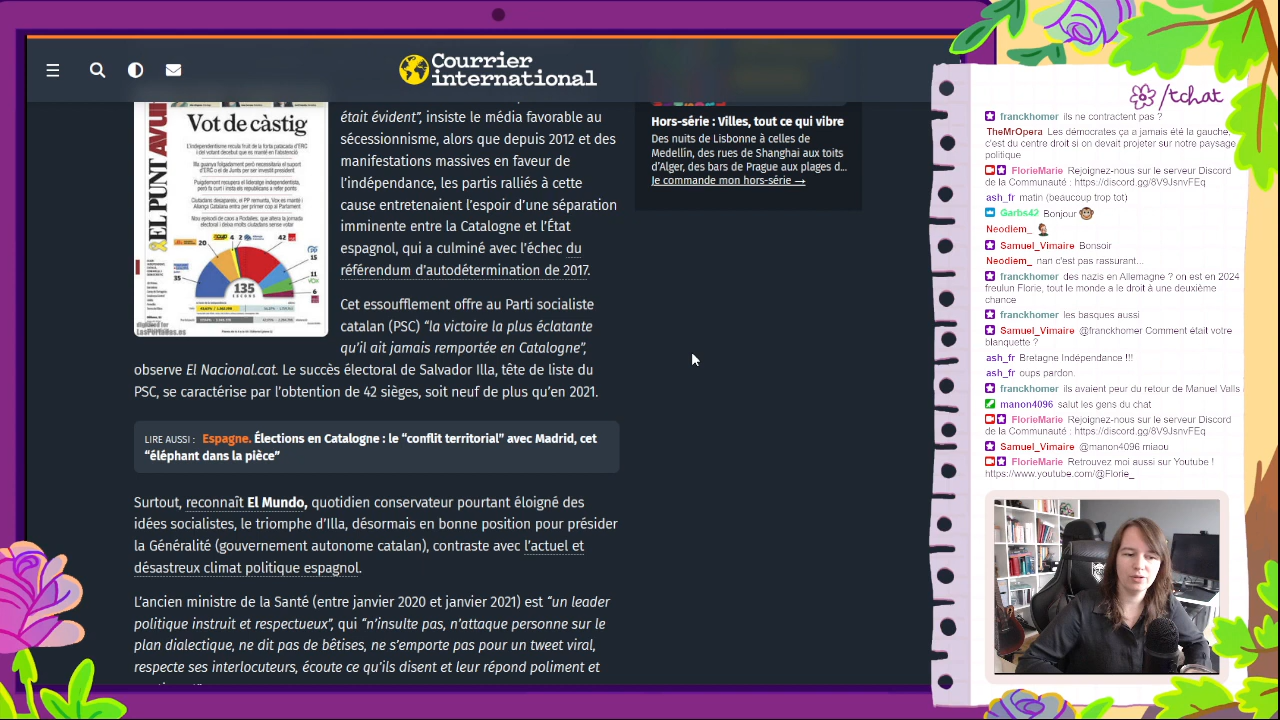 Courrier
international
était évident”, insiste le média favorable au
sécessionnisme, alors que depuis 2017 et des
manifestations massives en faveur de
l’indépendance, les partis ralliés à cette
cause entretenaient l’espoir d’une séparation
imminente entre la Catalogne et l’État
espagnol, qui a culminé avec l’échec du
référendum d’autodétermination de 2017.
Cet essoufflement offre au Parti socialiste
catalan (PSC) “la victoire la plus écrasante
qu’il ait jamais remportée en Catalogne”,
observe El Nacional.cat. Le succès électoral de Salvador Illa, tête de liste du
PSC, se caractérise par l’obtention de 42 sièges, soit neuf de plus qu’en 2021.
LIRE AUSSI : Espagne. Élections en Catalogne : le “conflit territorial” avec Madrid, cet
“éléphant dans la pièce”
Surtout, reconnaît El Mundo, quotidien conservateur pourtant éloigné des
idées socialistes, le triomphe d’Illa, désormais en bonne position pour présider
la Généralité (gouvernement autonome catalan), contraste avec l’actuel et
désastreux climat politique espagnol.
L’ancien ministre de la Santé (entre janvier 2020 et janvier 2021) est “un leader
politique instruit et respectueux”, qui “n’insulte pas, n’attaque personne sur le
plan dialectique, ne dit pas de bêtises, ne s’emporte pas pour un tweet viral,
respecte ses interlocuteurs, écoute ce qu’ils disent et leur répond poliment et
EL PUNT AVUI
Vot de càstig
20
4
2
42
15
11
6
35
135
Hors-série : Villes, tout ce qui vibre
Des nuits de Lisbonne à celles de
Medellín, des rues de Shanghai aux toits
d’Alger, des bars de Prague aux plages d...
Je commande mon hors-série →
/tchat
franckhomer ils ne contractent pas ?
TheMrOpera Les démocrates ça a jamais été la gauche,
c'est du centre droit dans notre paysage
politique
FlorieMarie Rejoignez-nous sur le serveur Discord
de la Communauté : https://discord.gg/8V9JsnvFEq
ash_fr matin (beaucoup trop tot)
Garbs42 Bonjour
Neodiem_
Samuel_Vimaire Bonsoir
Neodiem_ nan c'est pas rassurant...
franckhomer des nazis en Allemagne ? on est en 2024
freulun Florie, tout le monde a le droit à une deuxième
chance
franckhomer les basques aussi
Samuel_Vimaire @franckhomer Comment était votre
blanquette ?
ash_fr Bretagne Indépendance !!!
ash_fr oups pardon.
franckhomer ils avaient peur du retour de Manuel Valls
manon4096 salut les gens du chat
FlorieMarie Rejoignez-nous sur le serveur Discord
de la Communauté : https://discord.gg/8V9JsnvFEq
Samuel_Vimaire @manon4096 miaou
FlorieMarie Retrouvez moi aussi sur Youtube !
https://www.youtube.com/@Florie_